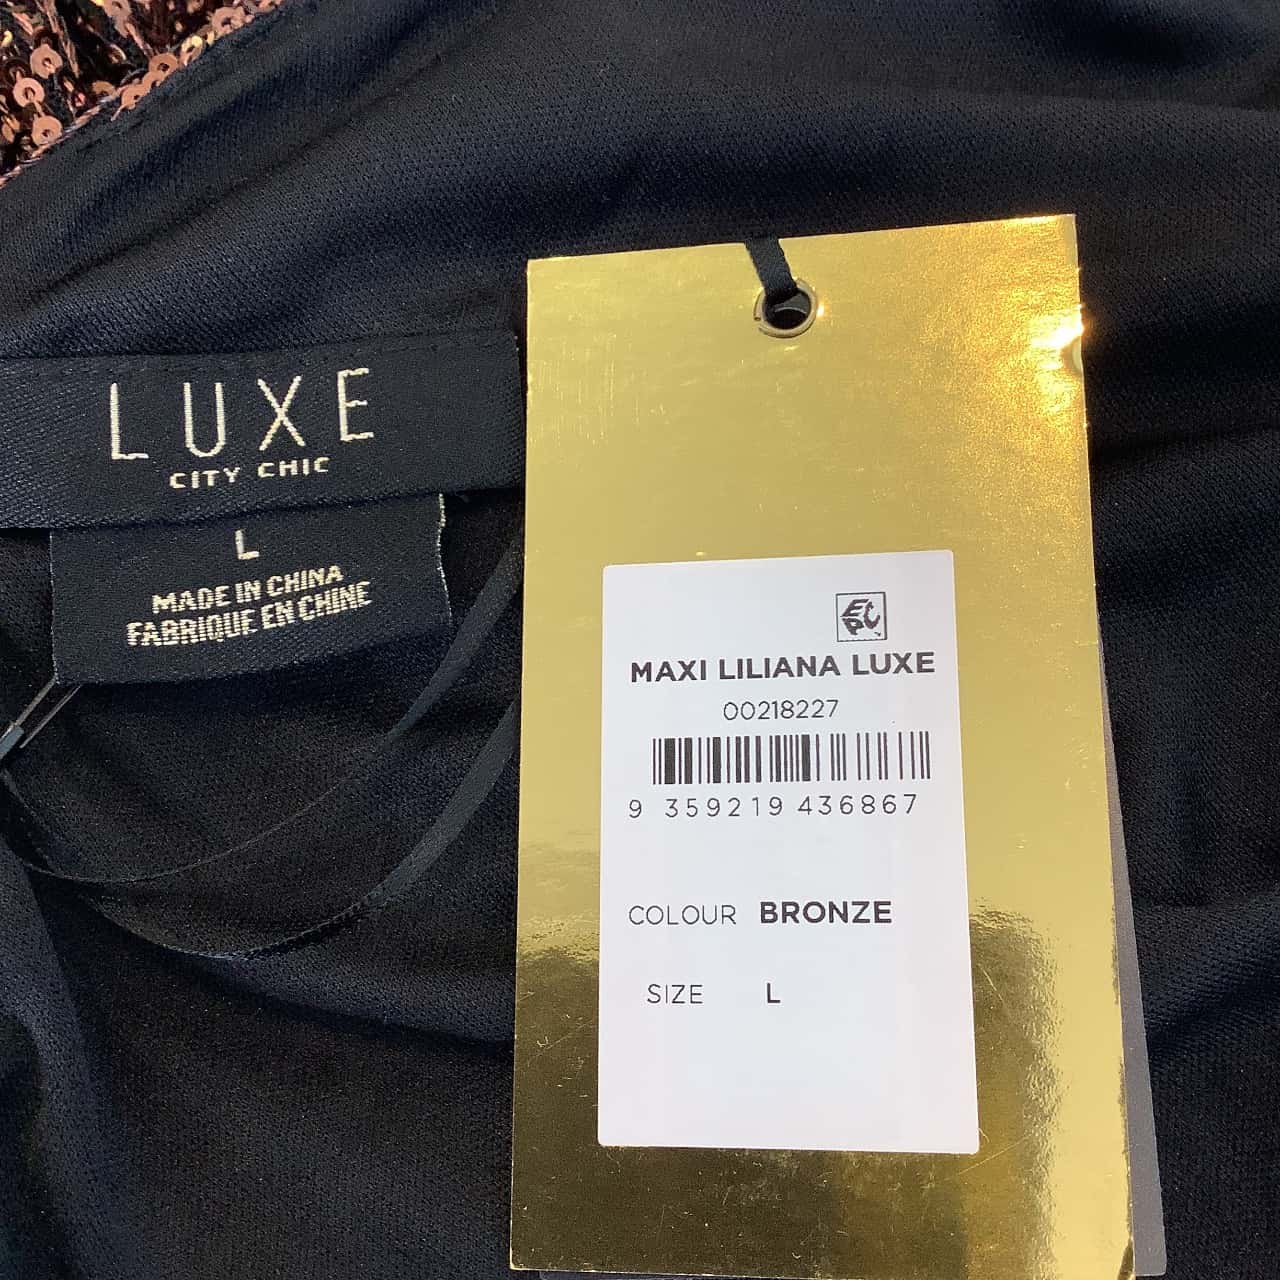 LUXE
CITY CHIC
L
MADE IN CHINA
FABRIQUE EN CHINE
MAXI LILIANA LUXE
00218227
9 359219 436867
COLOUR BRONZE
SIZE L